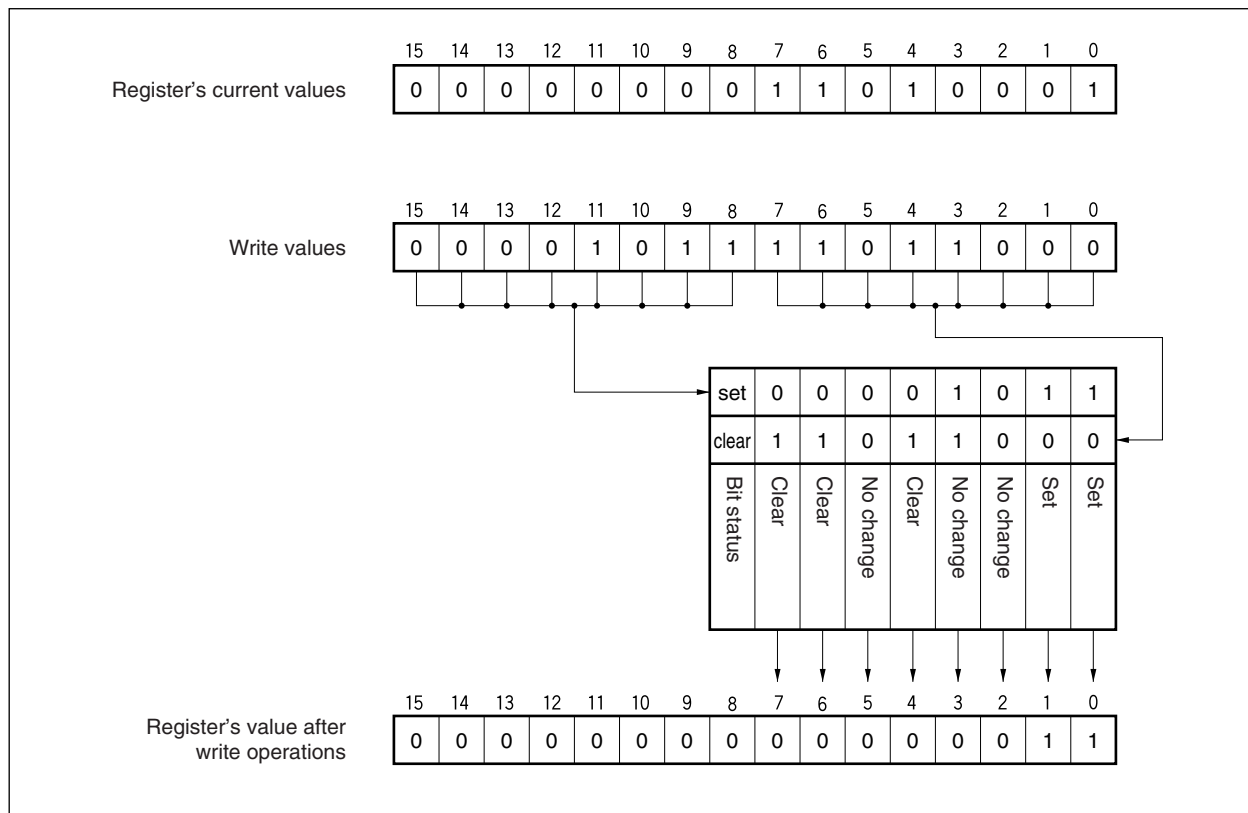 15 14 13 12 11 10 9 8 7 6 5 4 3 2 1 0
Register's current values 0 0 0 0 0 0 0 0 1 1 0 1 0 0 0 1
15 14 13 12 11 10 9 8 7 6 5 4 3 2 1 0
Write values 0 0 0 0 1 0 1 1 1 1 0 1 1 0 0 0
set 0 0 0 0 1 0 1 1
clear 1 1 0 1 1 0 0 0
Bit status Clear Clear No change Clear No change No change Set Set
15 14 13 12 11 10 9 8 7 6 5 4 3 2 1 0
Register's value after
write operations
0 0 0 0 0 0 0 0 0 0 0 0 0 0 1 1